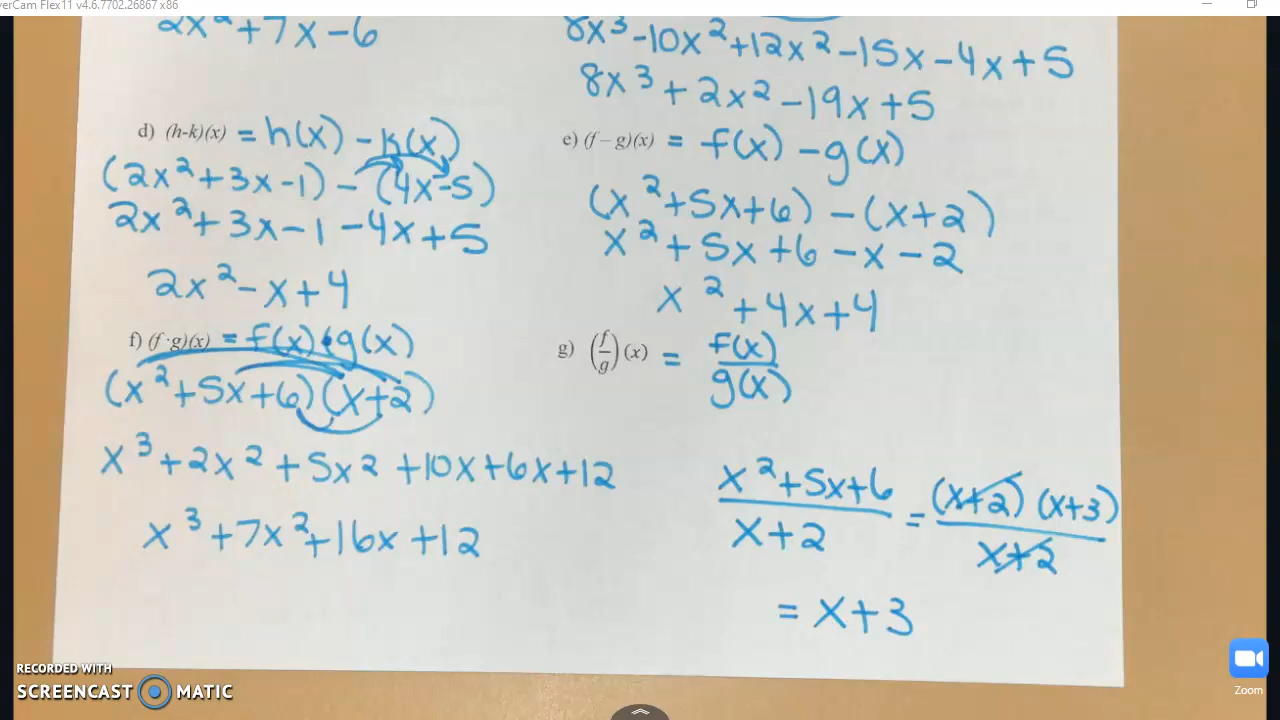 erCam Flex11 v4.6.7702.26867 x86
2x²+7x-6
8x³-10x²+12x²-15x-4x+5
8x³+2x²-19x+5
d) (h-k)(x) = h(x) - k(x)
(2x²+3x-1) - (4x-5)
2x²+3x-1-4x+5
2x²-x+4
e) (f – g)(x) = f(x) - g(x)
(x²+5x+6) - (x+2)
x²+5x+6-x-2
x²+4x+4
f) (f·g)(x) = f(x)·g(x)
(x²+5x+6)(x+2)
x³+2x²+5x²+10x+6x+12
x³+7x²+16x+12
g) (f/g)(x) = f(x)/g(x)
x²+5x+6/x+2 = (x+2)(x+3)/x+2
= x+3
RECORDED WITH
SCREENCAST MATIC
Zoom